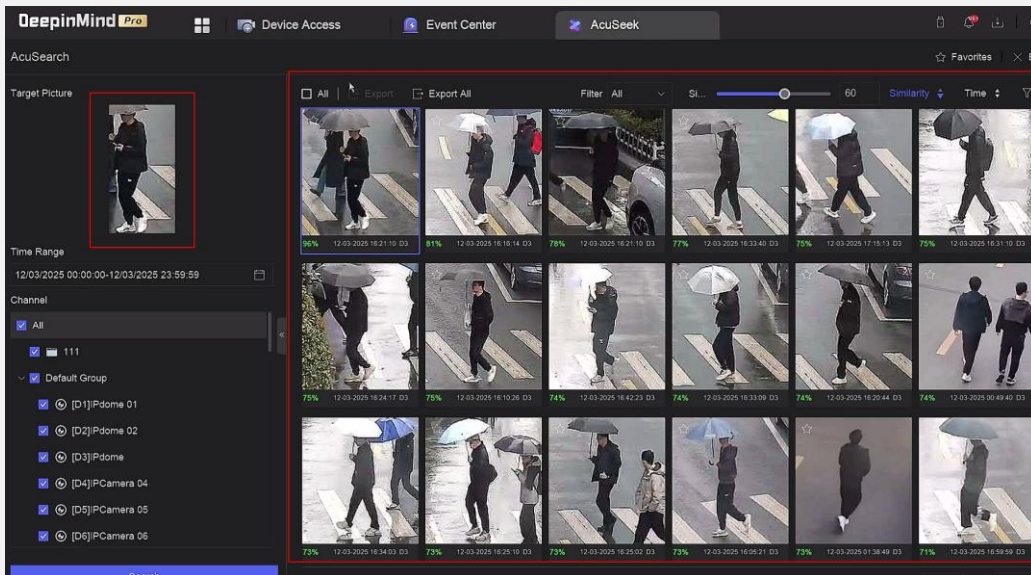 DeepinMind Pro
Device Access
Event Center
AcuSeek
AcuSearch
Favorites
Target Picture
All
Export
Export All
Filter All
Si...
60
Similarity
Time
96% 12-03-2025 16:21:10 D3
81% 12-03-2025 16:16:14 D3
78% 12-03-2025 16:21:10 D3
77% 12-03-2025 16:33:40 D3
75% 12-03-2025 17:15:13 D3
75% 12-03-2025 16:31:10 D3
Time Range
12/03/2025 00:00:00-12/03/2025 23:59:59
Channel
All
111
Default Group
[D1]IPdome 01
[D2]IPdome 02
[D3]IPdome
[D4]IPCamera 04
[D5]IPCamera 05
[D6]IPCamera 06
75% 12-03-2025 16:24:17 D3
75% 12-03-2025 16:10:26 D3
74% 12-03-2025 16:42:23 D3
74% 12-03-2025 16:33:09 D3
74% 12-03-2025 16:20:44 D3
74% 12-03-2025 00:49:40 D3
73% 12-03-2025 16:34:03 D3
73% 12-03-2025 16:25:10 D3
73% 12-03-2025 16:25:02 D3
73% 12-03-2025 16:05:21 D3
73% 12-03-2025 01:38:49 D3
71% 12-03-2025 16:59:59 D3
Search